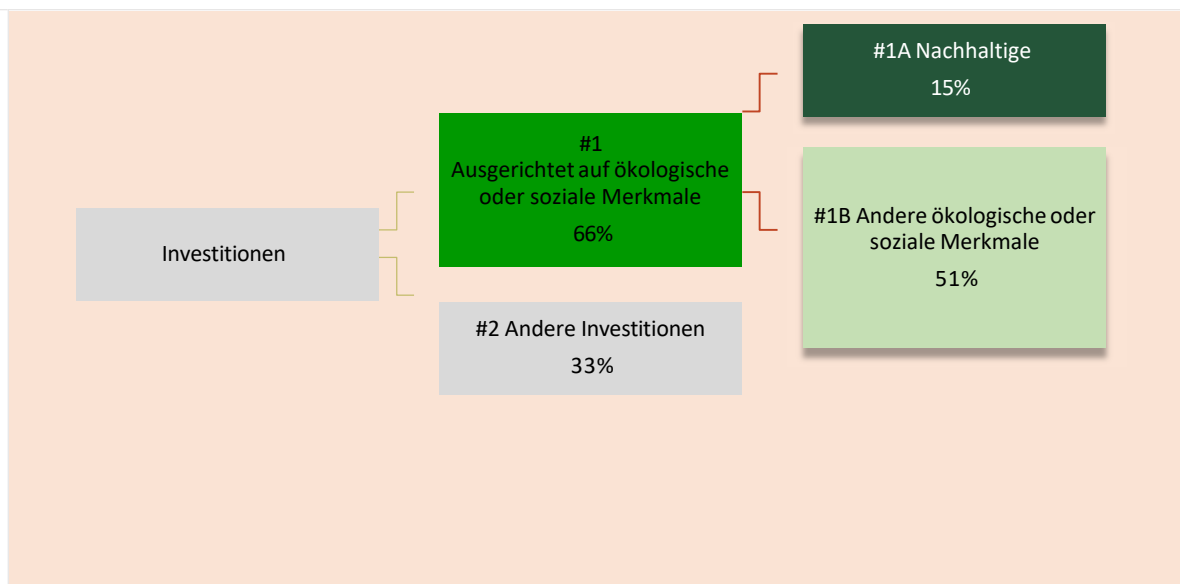 Investitionen
#1
Ausgerichtet auf ökologische
oder soziale Merkmale
66%
#2 Andere Investitionen
33%
#1A Nachhaltige
15%
#1B Andere ökologische oder
soziale Merkmale
51%